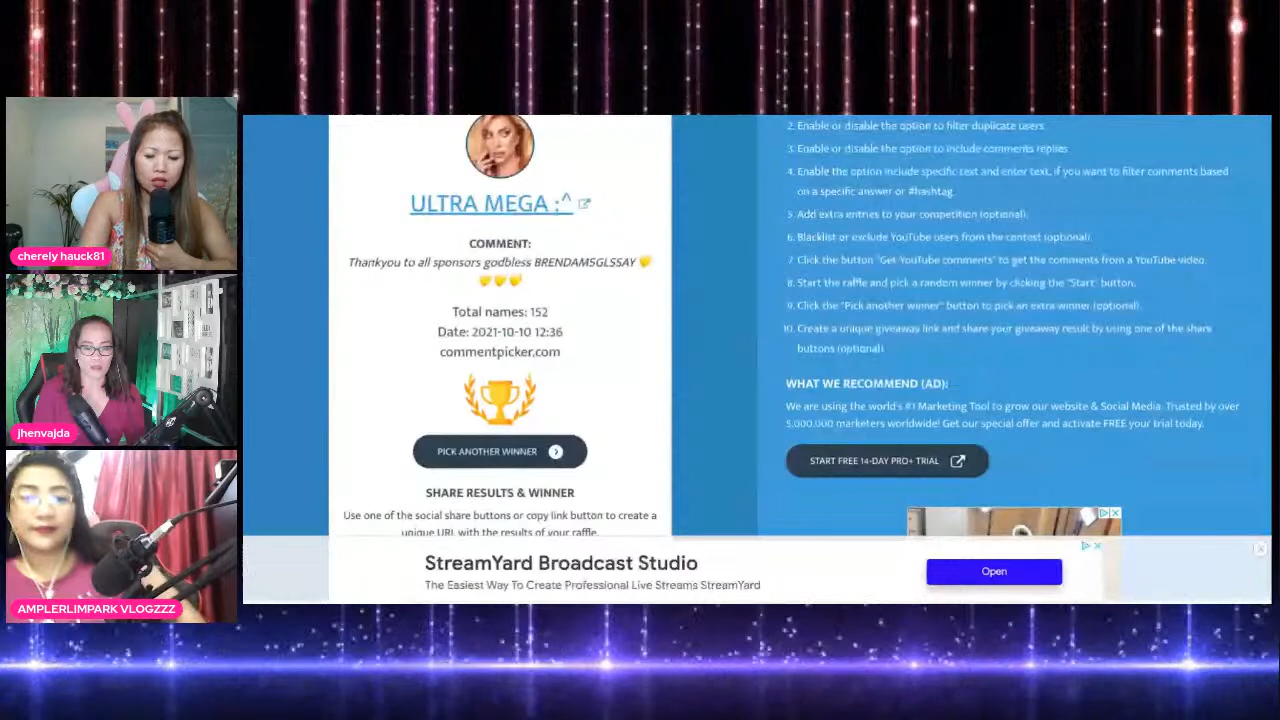 cherely hauck81
jhenvajda
AMPLERLIMPARK VLOGZZZ
ULTRA MEGA ;^
COMMENT:
Thankyou to all sponsors godbless BRENDAM5GLSSAY 💛
💛💛💛
Total names: 152
Date: 2021-10-10 12:36
commentpicker.com
PICK ANOTHER WINNER
SHARE RESULTS & WINNER
Use one of the social share buttons or copy link button to create a
unique URL with the results of your raffle.
2. Enable or disable the option to filter duplicate users.
3. Enable or disable the option to include comments replies.
4. Enable the option include specific text and enter text, if you want to filter comments based
on a specific answer or #hashtag.
5. Add extra entries to your competition (optional).
6. Blacklist or exclude YouTube users from the contest (optional).
7. Click the button "Get YouTube comments" to get the comments from a YouTube video.
8. Start the raffle and pick a random winner by clicking the "Start" button.
9. Click the "Pick another winner" button to pick an extra winner (optional).
10. Create a unique giveaway link and share your giveaway result by using one of the share
buttons (optional)
WHAT WE RECOMMEND (AD):
We are using the world's #1 Marketing Tool to grow our website & Social Media. Trusted by over
5,000,000 marketers worldwide! Get our special offer and activate FREE your trial today.
START FREE 14-DAY PRO+ TRIAL
StreamYard Broadcast Studio
The Easiest Way To Create Professional Live Streams StreamYard
Open